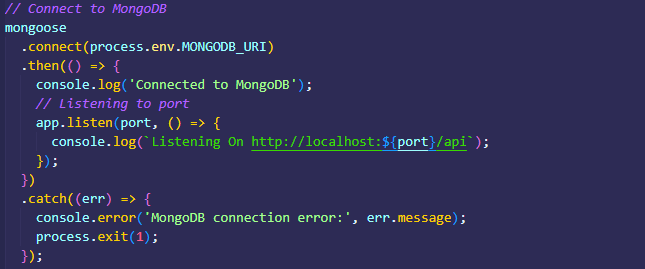 // Connect to MongoDB
mongoose
  .connect(process.env.MONGODB_URI)
  .then(() => {
    console.log('Connected to MongoDB');
    // Listening to port
    app.listen(port, () => {
      console.log(`Listening On http://localhost:${port}/api`);
    });
  })
  .catch((err) => {
    console.error('MongoDB connection error:', err.message);
    process.exit(1);
  });